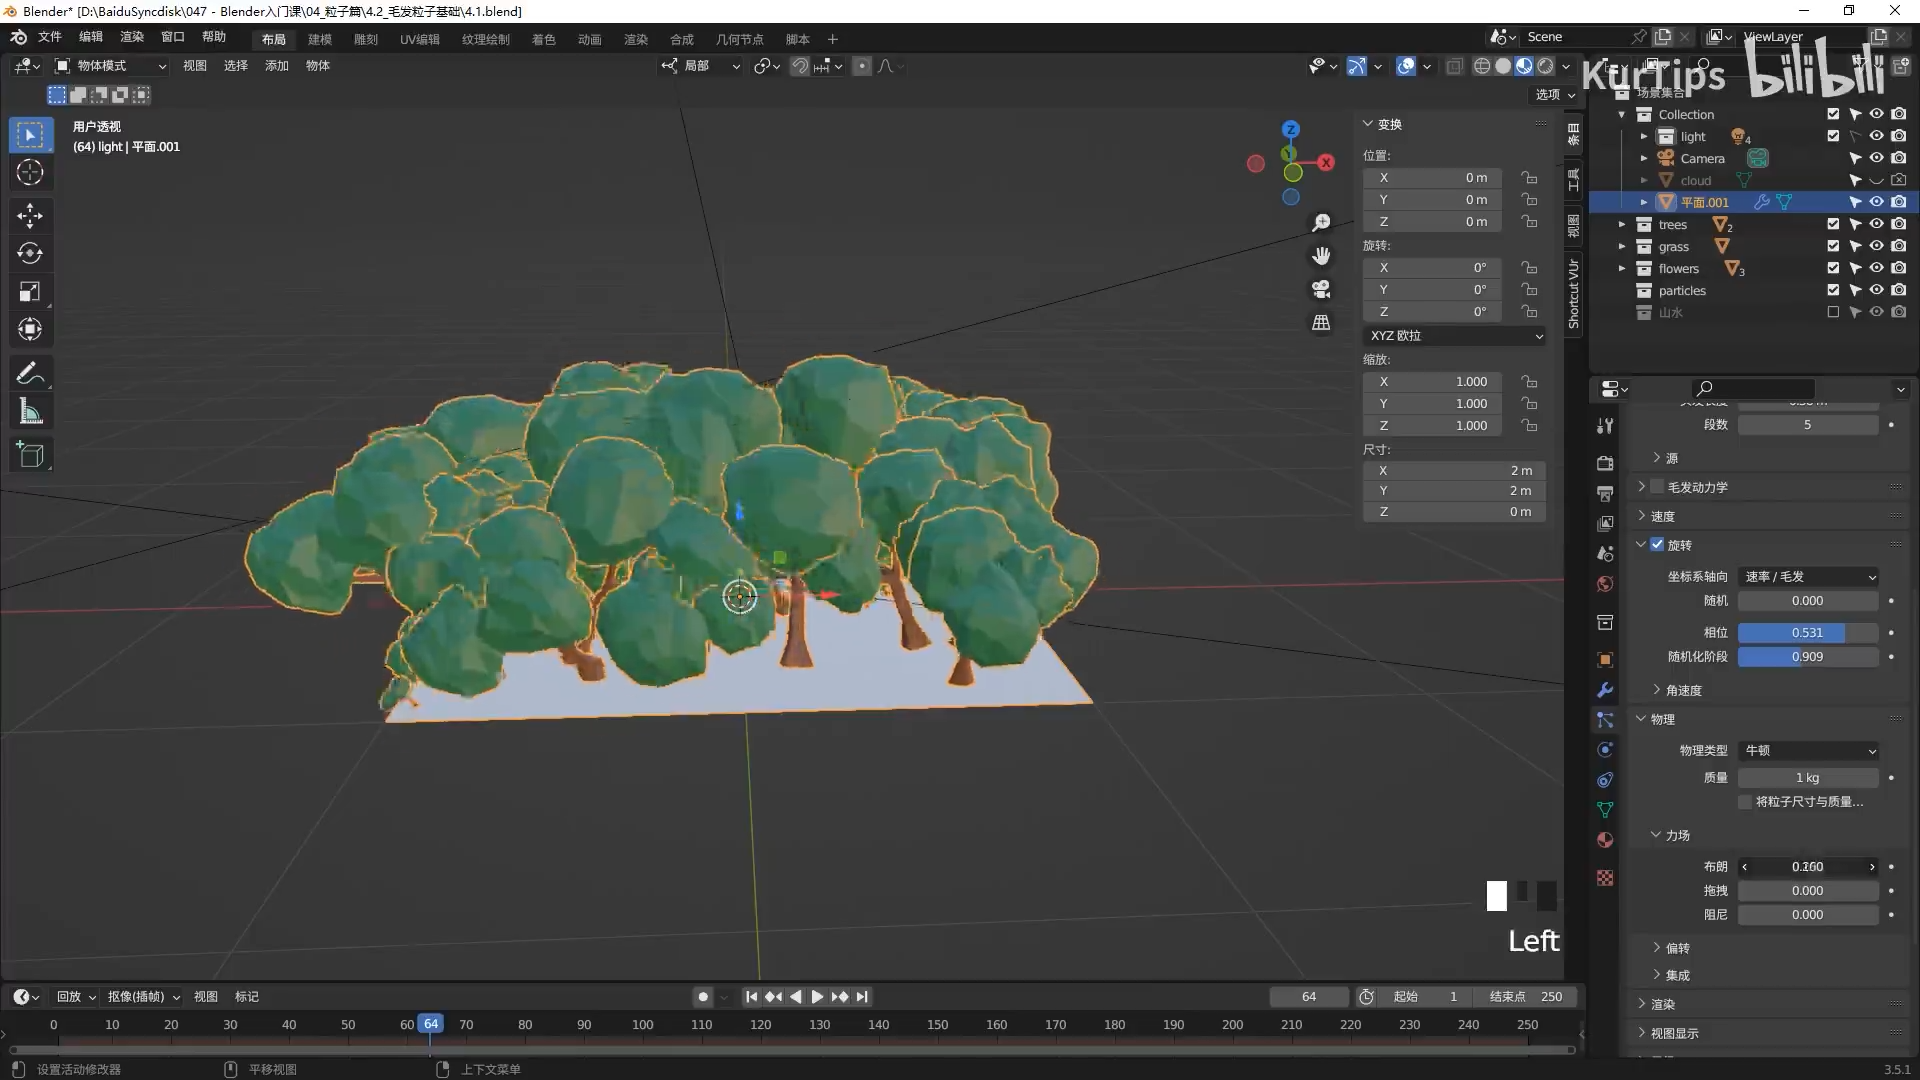 Blender* [D:\BaiduSyncdisk\047 - Blender入门课\04_粒子篇\4.2_毛发粒子基础\4.1.blend]
文件 编辑 渲染 窗口 帮助 布局 建模 雕刻 UV编辑 纹理绘制 着色 动画 渲染 合成 几何节点 脚本 +
Scene
ViewLayer
物体模式 视图 选择 添加 物体
局部
选项
KurTips bilibili
场景集合
Collection
light 4
Camera
cloud
平面.001
trees 2
grass
flowers 3
particles
山水
用户透视
(64) light | 平面.001
Z
Y
X
变换
位置:
X 0 m
Y 0 m
Z 0 m
旋转:
X 0°
Y 0°
Z 0°
XYZ 欧拉
缩放:
X 1.000
Y 1.000
Z 1.000
尺寸:
X 2 m
Y 2 m
Z 0 m
条目
工具
视图
Shortcut VUr
段数 5
源
毛发动力学
速度
旋转
坐标系轴向 速率 / 毛发
随机 0.000
相位 0.531
随机化阶段 0.909
角速度
物理
物理类型 牛顿
质量 1 kg
将粒子尺寸与质量...
力场
布朗
拖拽 0.000
阻尼 0.000
偏转
集成
渲染
视图显示
Left
回放 抠像(插帧) 视图 标记
64 起始 1 结束点 250
0 10 20 30 40 50 60 64 70 80 90 100 110 120 130 140 150 160 170 180 190 200 210 220 230 240 250
设置活动修改器 平移视图 上下文菜单
3.5.1